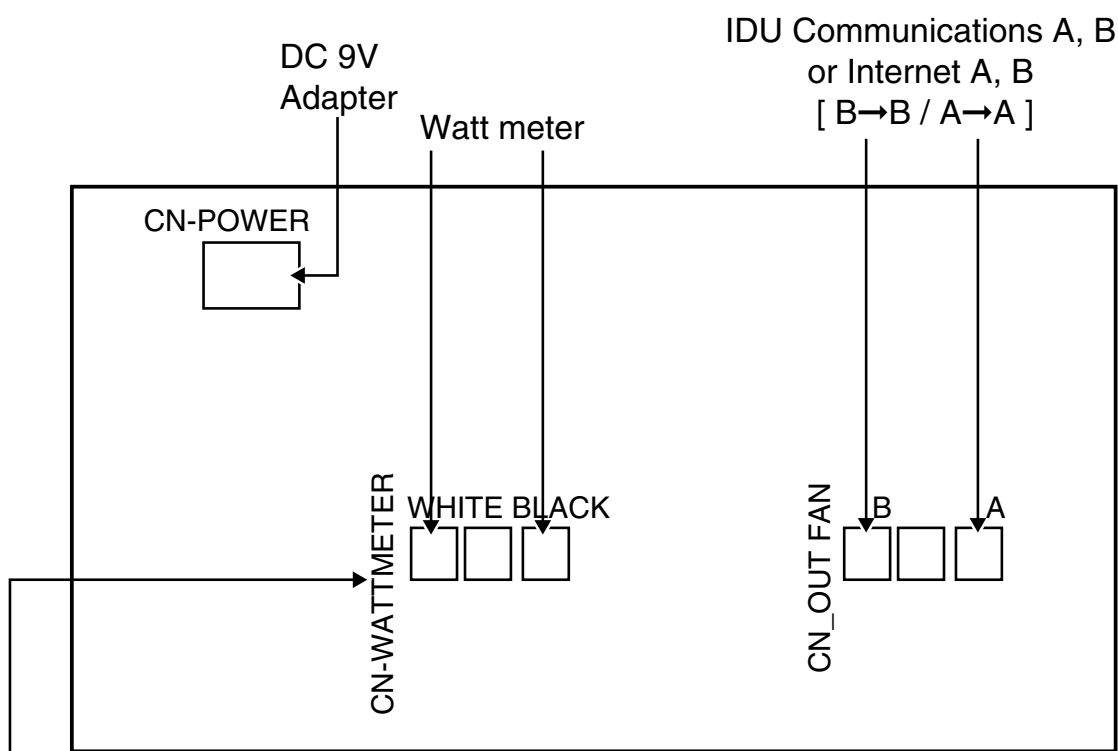 IDU Communications A, B
or Internet A, B
[ B→B / A→A ]
DC 9V
Adapter
Watt meter
CN-POWER
CN-WATTMETER
WHITE BLACK
CN_OUT FAN
B
A